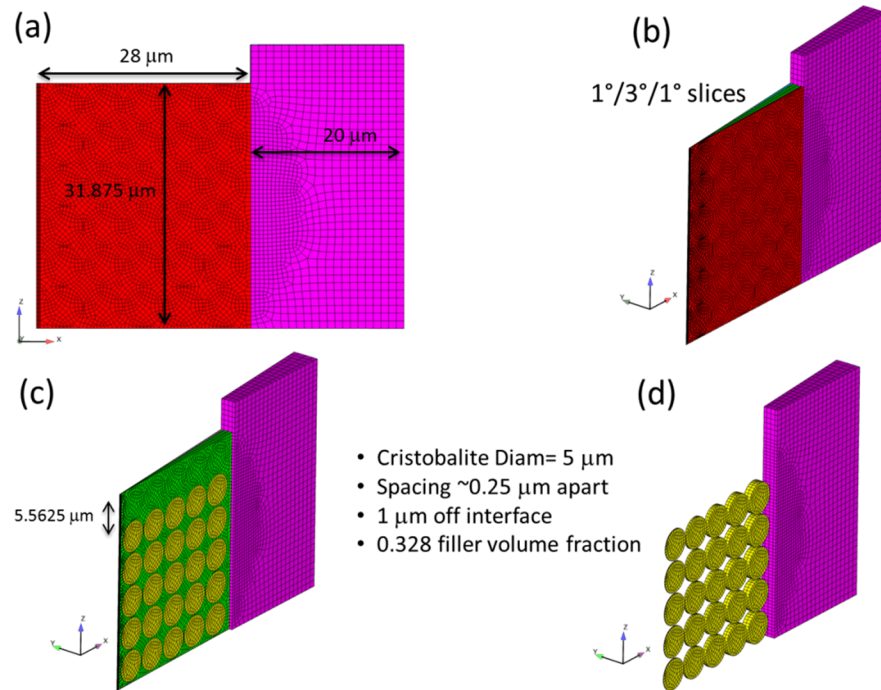 (a)
28 μm
20 μm
31.875 μm
Z
Y
X
(b)
1°/3°/1° slices
Z
Y
X
(c)
5.5625 μm
Z
Y
X
• Cristobalite Diam= 5 μm
• Spacing ~0.25 μm apart
• 1 μm off interface
• 0.328 filler volume fraction
(d)
Z
Y
X